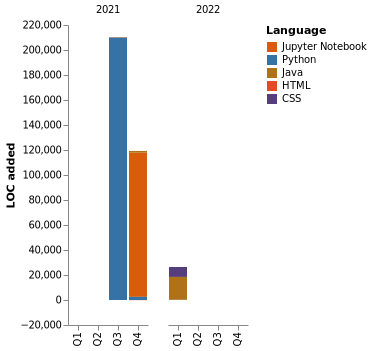 2021
2022
LOC added
220,000
200,000
180,000
160,000
140,000
120,000
100,000
80,000
60,000
40,000
20,000
0
−20,000
Q1
Q2
Q3
Q4
Q1
Q2
Q3
Q4
Language
Jupyter Notebook
Python
Java
HTML
CSS